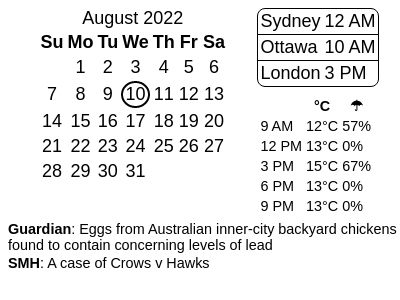 August 2022
Su Mo Tu We Th Fr Sa
1 2 3 4 5 6
7 8 9 10 11 12 13
14 15 16 17 18 19 20
21 22 23 24 25 26 27
28 29 30 31
Sydney 12 AM
Ottawa 10 AM
London 3 PM
°C ☂
9 AM 12°C 57%
12 PM 13°C 0%
3 PM 15°C 67%
6 PM 13°C 0%
9 PM 13°C 0%
Guardian: Eggs from Australian inner-city backyard chickens
found to contain concerning levels of lead
SMH: A case of Crows v Hawks